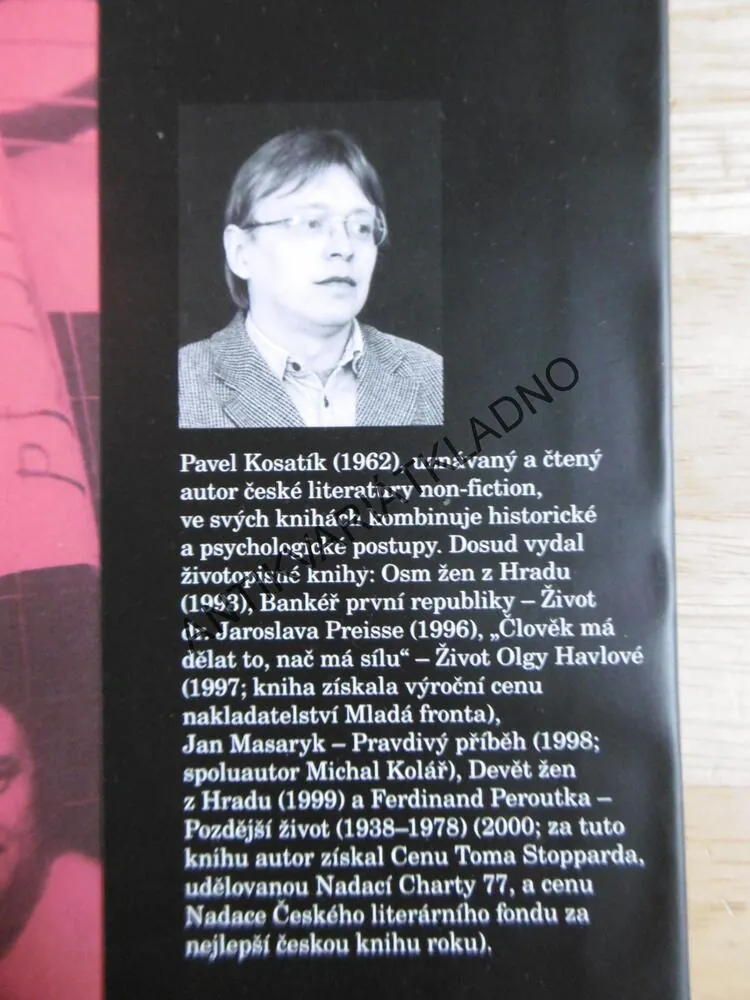 Pavel Kosatík (1962), uznávaný a čtený
autor české literatury non-fiction,
ve svých knihách kombinuje historické
a psychologické postupy. Dosud vydal
životopisné knihy: Osm žen z Hradu
(1993), Bankéř první republiky – Život
dr. Jaroslava Preisse (1996), „Člověk má
dělat to, nač má sílu“ – Život Olgy Havlové
(1997; kniha získala výroční cenu
nakladatelství Mladá fronta),
Jan Masaryk – Pravdivý příběh (1998;
spoluautor Michal Kolář), Devět žen
z Hradu (1999) a Ferdinand Peroutka –
Pozdější život (1938–1978) (2000; za tuto
knihu autor získal Cenu Toma Stopparda,
udělovanou Nadací Charty 77, a cenu
Nadace Českého literárního fondu za
nejlepší českou knihu roku).
ANTIKVARIÁT KLADNO